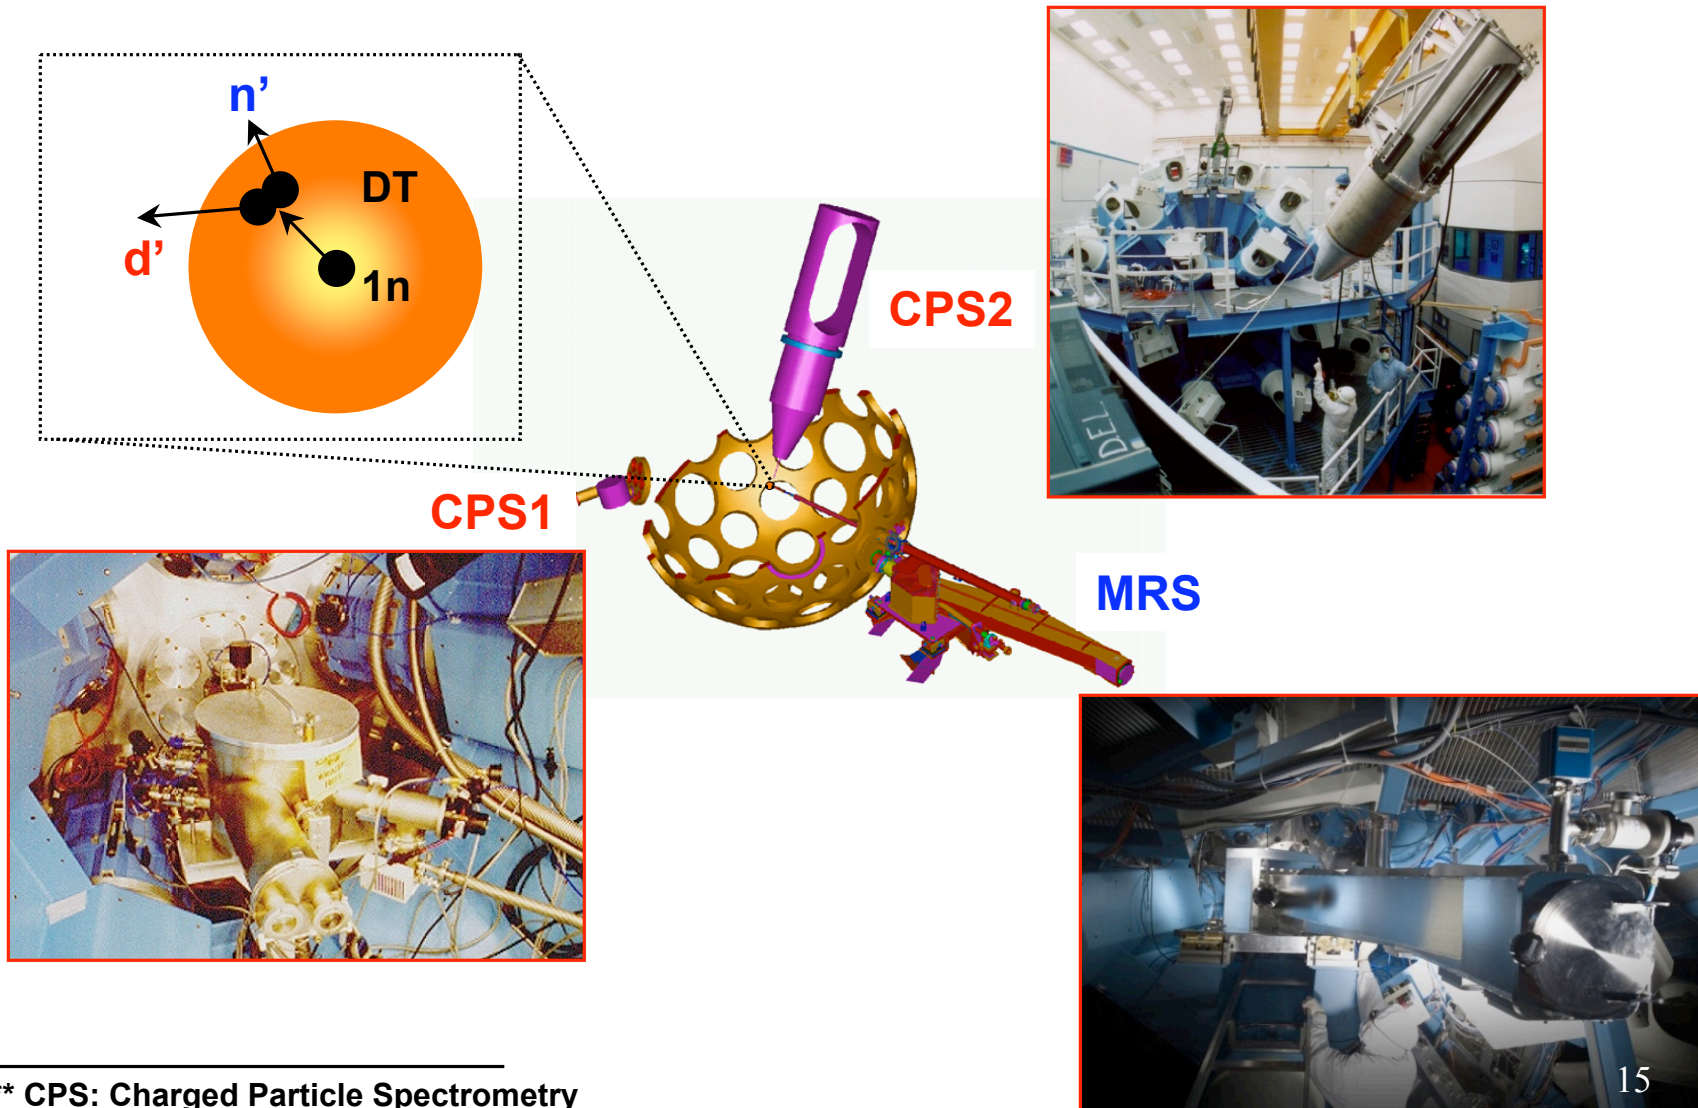 n’
DT
d’
1n
CPS2
CPS1
MRS
DEL
** CPS: Charged Particle Spectrometry
15